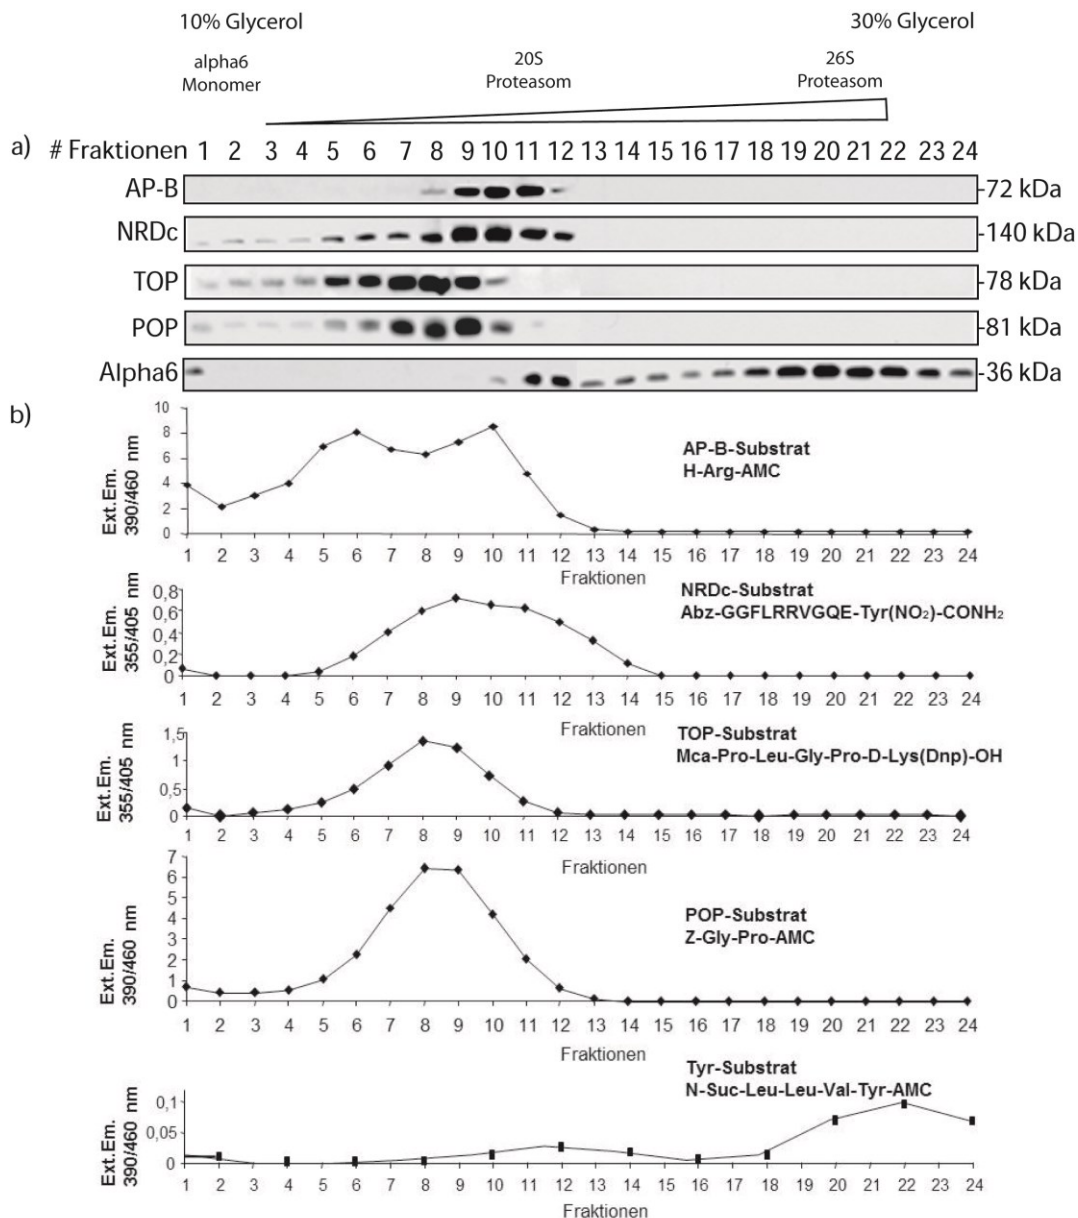 10% Glycerol 30% Glycerol
alpha6 20S 26S
Monomer Proteasom Proteasom
a) # Fraktionen 1 2 3 4 5 6 7 8 9 10 11 12 13 14 15 16 17 18 19 20 21 22 23 24
AP-B -72 kDa
NRDc -140 kDa
TOP -78 kDa
POP -81 kDa
Alpha6 -36 kDa
b)
Ext.Em.
390/460 nm
10
8
6
4
2
0
AP-B-Substrat
H-Arg-AMC
1 2 3 4 5 6 7 8 9 10 11 12 13 14 15 16 17 18 19 20 21 22 23 24
Fraktionen
Ext.Em.
355/405 nm
0,8
0,6
0,4
0,2
0
NRDc-Substrat
Abz-GGFLRRVGQE-Tyr(NO₂)-CONH₂
1 2 3 4 5 6 7 8 9 10 11 12 13 14 15 16 17 18 19 20 21 22 23 24
Fraktionen
Ext.Em.
355/405 nm
1,5
1
0,5
0
TOP-Substrat
Mca-Pro-Leu-Gly-Pro-D-Lys(Dnp)-OH
1 2 3 4 5 6 7 8 9 10 11 12 13 14 15 16 17 18 19 20 21 22 23 24
Fraktionen
Ext.Em.
390/460 nm
7
6
5
4
3
2
1
0
POP-Substrat
Z-Gly-Pro-AMC
1 2 3 4 5 6 7 8 9 10 11 12 13 14 15 16 17 18 19 20 21 22 23 24
Fraktionen
Ext.Em.
390/460 nm
0,1
0,05
0
Tyr-Substrat
N-Suc-Leu-Leu-Val-Tyr-AMC
1 2 3 4 5 6 7 8 9 10 11 12 13 14 15 16 17 18 19 20 21 22 23 24
Fraktionen